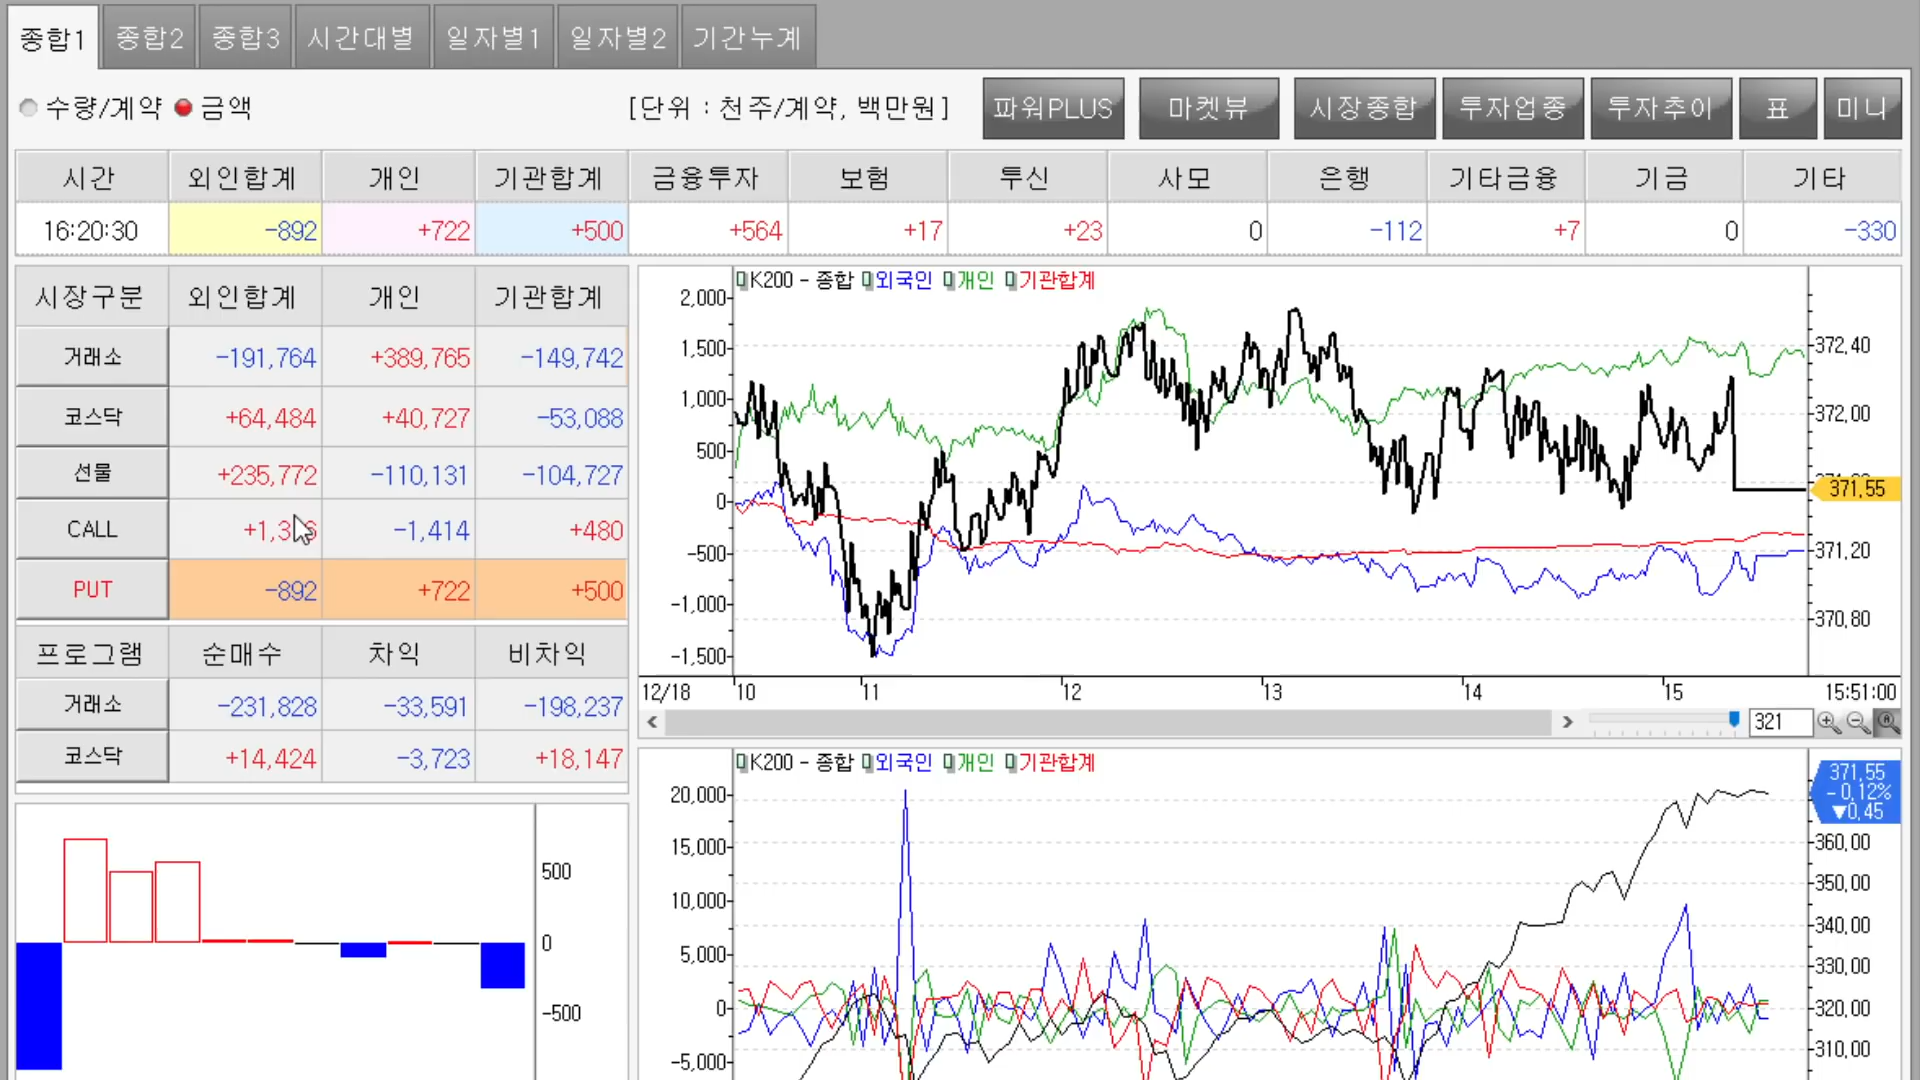 종합1 종합2 종합3 시간대별 일자별1 일자별2 기간누계
수량/계약 금액 [단위 : 천주/계약, 백만원] 파워PLUS 마켓뷰 시장종합 투자업종 투자추이 표 미니
시간 외인합계 개인 기관합계 금융투자 보험 투신 사모 은행 기타금융 기금 기타
16:20:30 -892 +722 +500 +564 +17 +23 0 -112 +7 0 -330
시장구분 외인합계 개인 기관합계
거래소 -191,764 +389,765 -149,742
코스닥 +64,484 +40,727 -53,088
선물 +235,772 -110,131 -104,727
CALL -1,414 +480
PUT -892 +722 +500
프로그램 순매수 차익 비차익
거래소 -231,828 -33,591 -198,237
코스닥 +14,424 -3,723 +18,147
500
0
-500
K200 - 종합 외국인 개인 기관합계
2,000
1,500
1,000
500
0
-500
-1,000
-1,500
372,40
372,00
371,55
371,20
370,80
12/18 10 11 12 13 14 15 15:51:00
321
K200 - 종합 외국인 개인 기관합계
20,000
15,000
10,000
5,000
0
-5,000
371,55
-0,12%
▼0,45
360,00
350,00
340,00
330,00
320,00
310,00